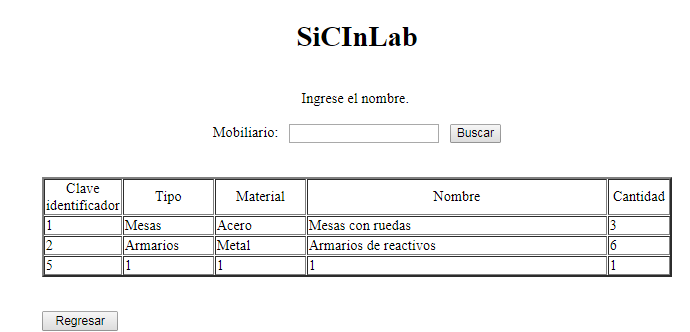 SiCInLab
Ingrese el nombre.
Mobiliario: Buscar
Clave identificador Tipo Material Nombre Cantidad
1 Mesas Acero Mesas con ruedas 3
2 Armarios Metal Armarios de reactivos 6
5 1 1 1 1
Regresar